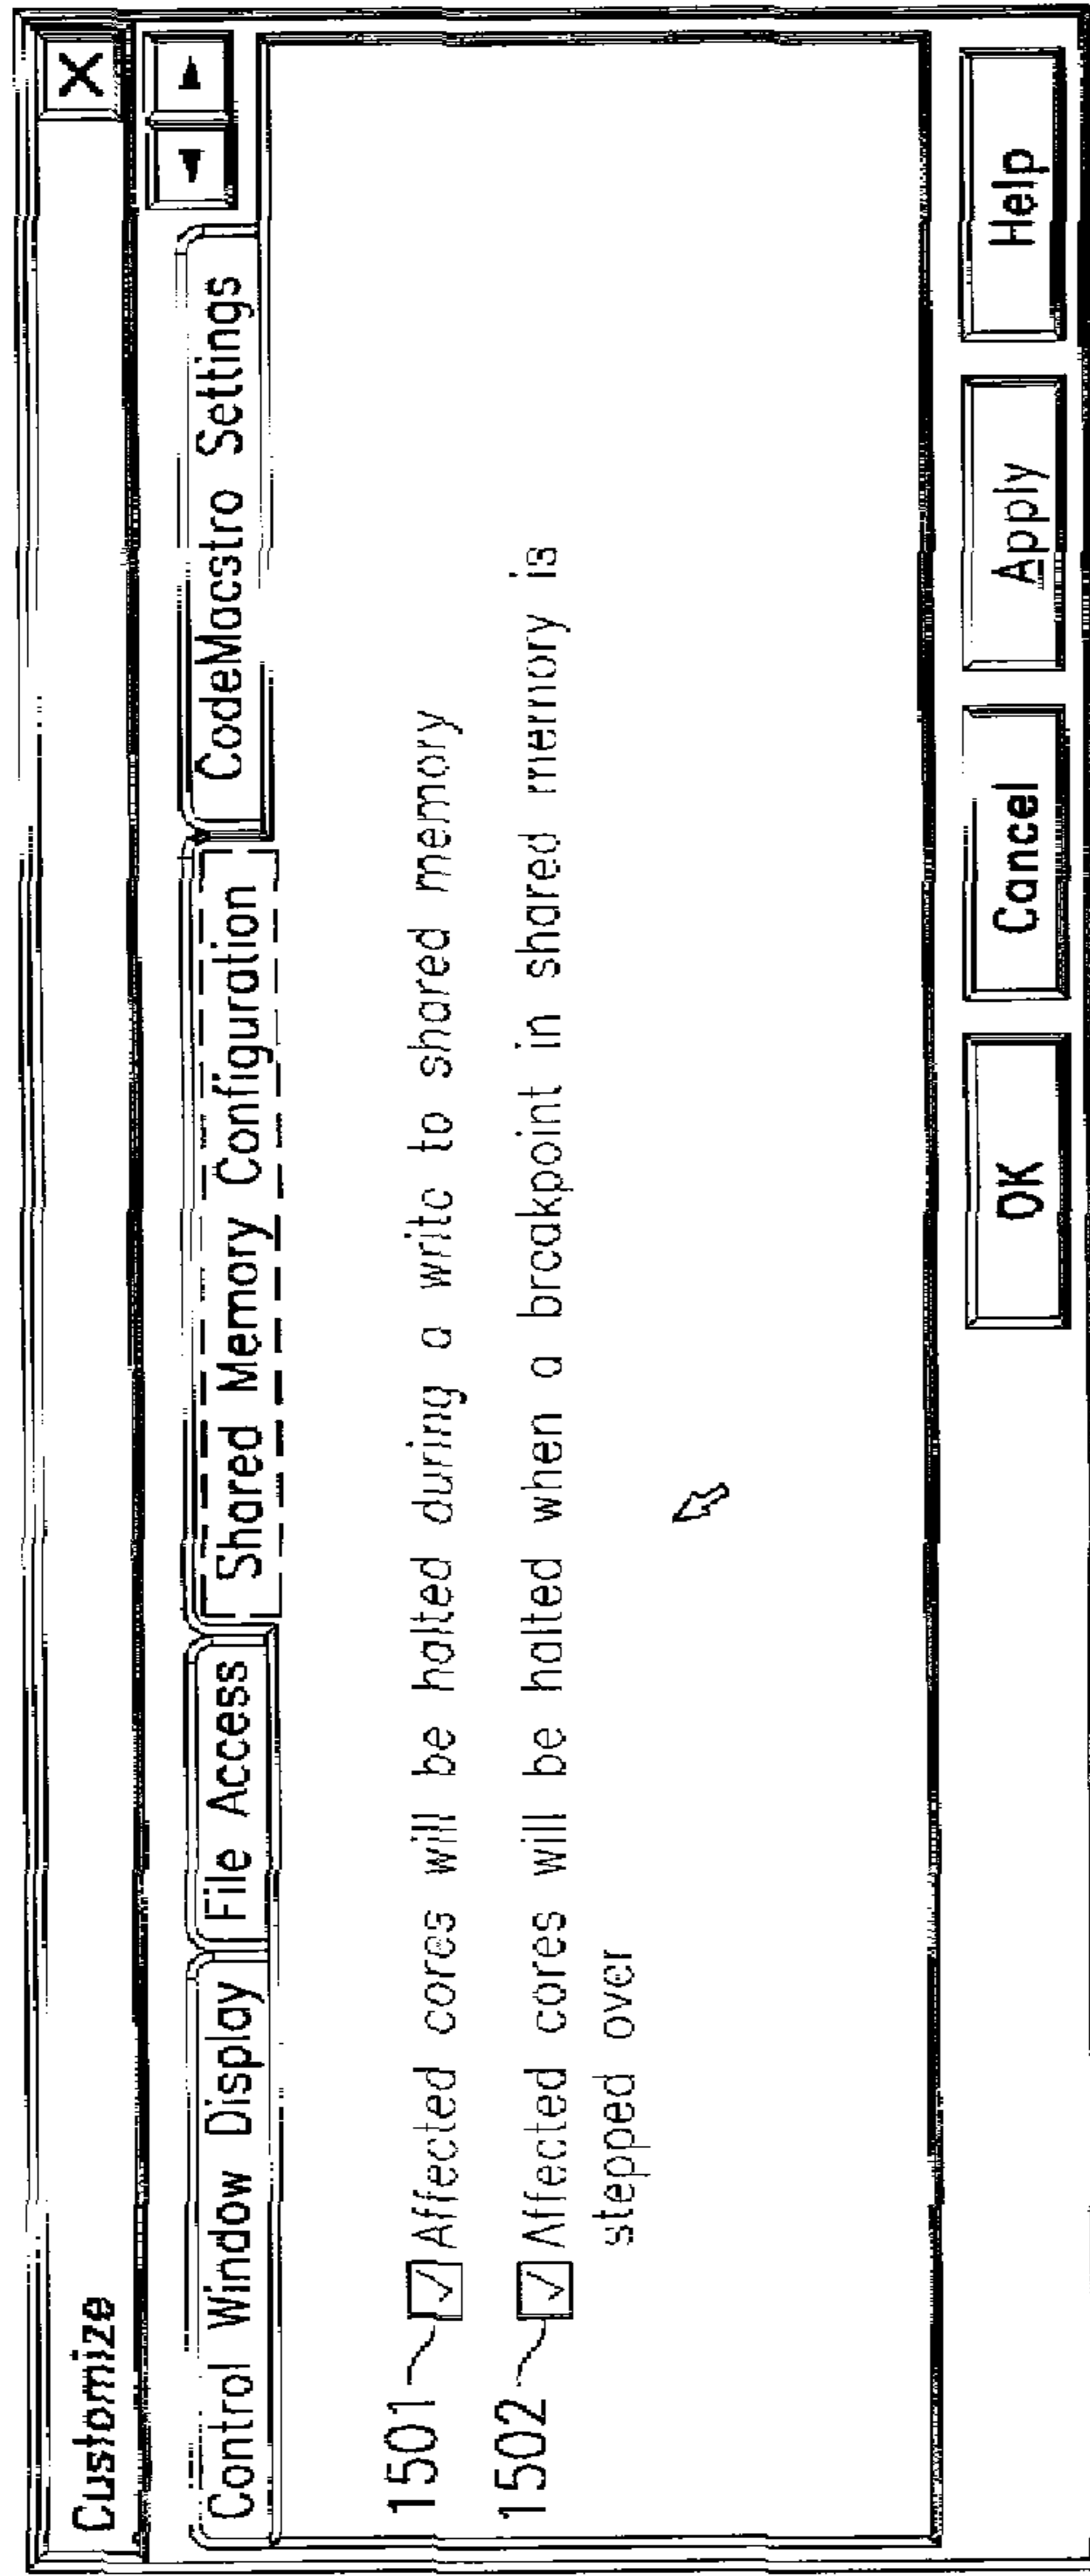 Customize
Control Window Display
File Access
Shared Memory Configuration
CodeMacstro Settings
1501
Affected cores will be halted during a write to shared memory
1502
Affected cores will be halted when a breakpoint in shared memory is
stepped over
OK
Cancel
Apply
Help